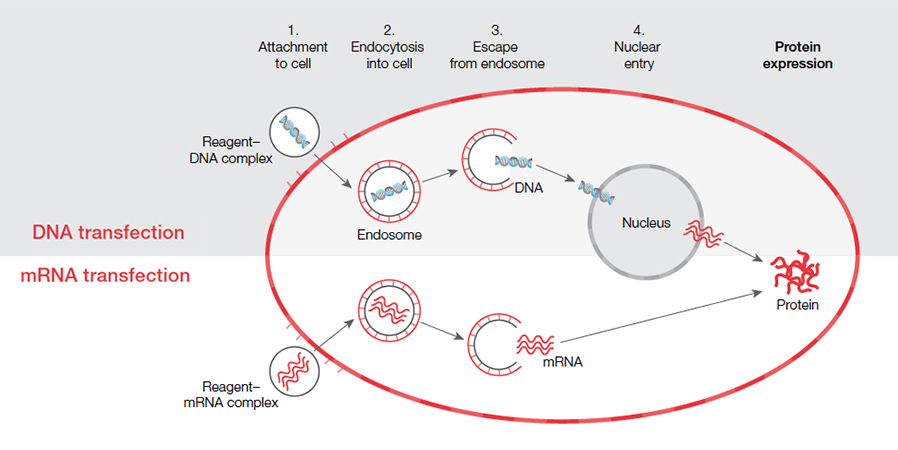 1.
Attachment
to cell
2.
Endocytosis
into cell
3.
Escape
from endosome
4.
Nuclear
entry
Protein
expression
Reagent–
DNA complex
Endosome
DNA
Nucleus
DNA transfection
mRNA transfection
Protein
mRNA
Reagent–
mRNA complex